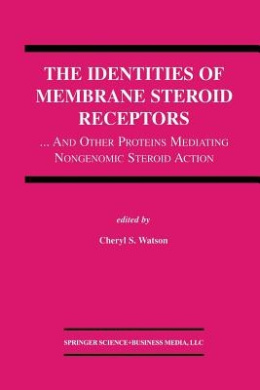 THE IDENTITIES OF
MEMBRANE STEROID
RECEPTORS
... AND OTHER PROTEINS MEDIATING
NONGENOMIC STEROID ACTION
edited by
Cheryl S. Watson
SPRINGER SCIENCE+BUSINESS MEDIA, LLC